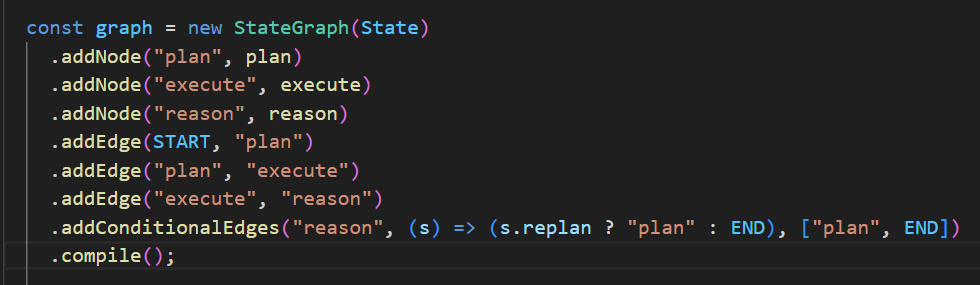 const graph = new StateGraph(State)
  .addNode("plan", plan)
  .addNode("execute", execute)
  .addNode("reason", reason)
  .addEdge(START, "plan")
  .addEdge("plan", "execute")
  .addEdge("execute", "reason")
  .addConditionalEdges("reason", (s) => (s.replan ? "plan" : END), ["plan", END])
  .compile();